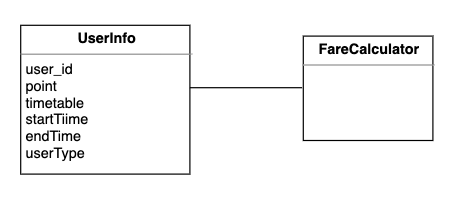 UserInfo
user_id
point
timetable
startTiime
endTime
userType
FareCalculator